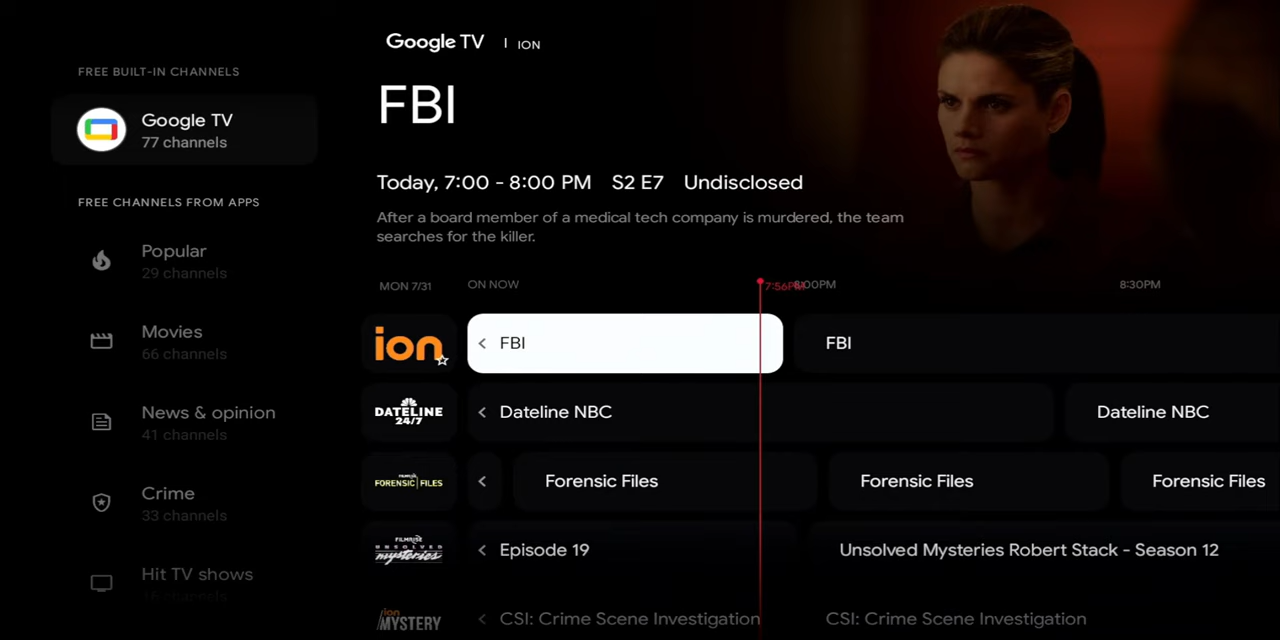 Google TV | ION
FREE BUILT-IN CHANNELS
FBI
Google TV
77 channels
Today, 7:00 - 8:00 PM S2 E7 Undisclosed
FREE CHANNELS FROM APPS
After a board member of a medical tech company is murdered, the team
searches for the killer.
Popular
29 channels
MON 7/31 ON NOW 7:56PM 8:00PM 8:30PM
Movies
66 channels
ion < FBI FBI
News & opinion
41 channels
DATELINE
24/7
< Dateline NBC Dateline NBC
Crime
33 channels
FORENSIC FILES < Forensic Files Forensic Files Forensic Files
FILMRISE
UNSOLVED
mysteries
< Episode 19 Unsolved Mysteries Robert Stack - Season 12
Hit TV shows
16 channels
ion
MYSTERY
< CSI: Crime Scene Investigation CSI: Crime Scene Investigation